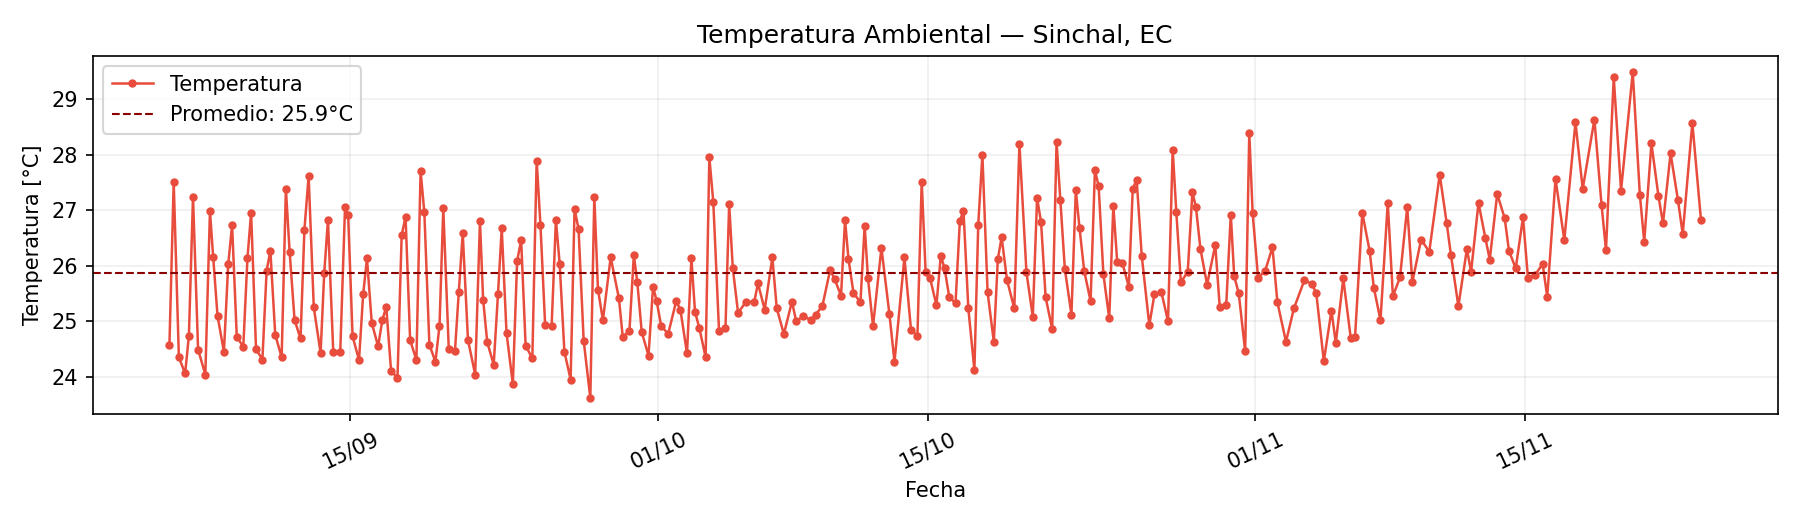 Temperatura Ambiental — Sinchal, EC
Temperatura
Promedio: 25.9°C
Temperatura [°C]
29
28
27
26
25
24
15/09
01/10
15/10
01/11
15/11
Fecha